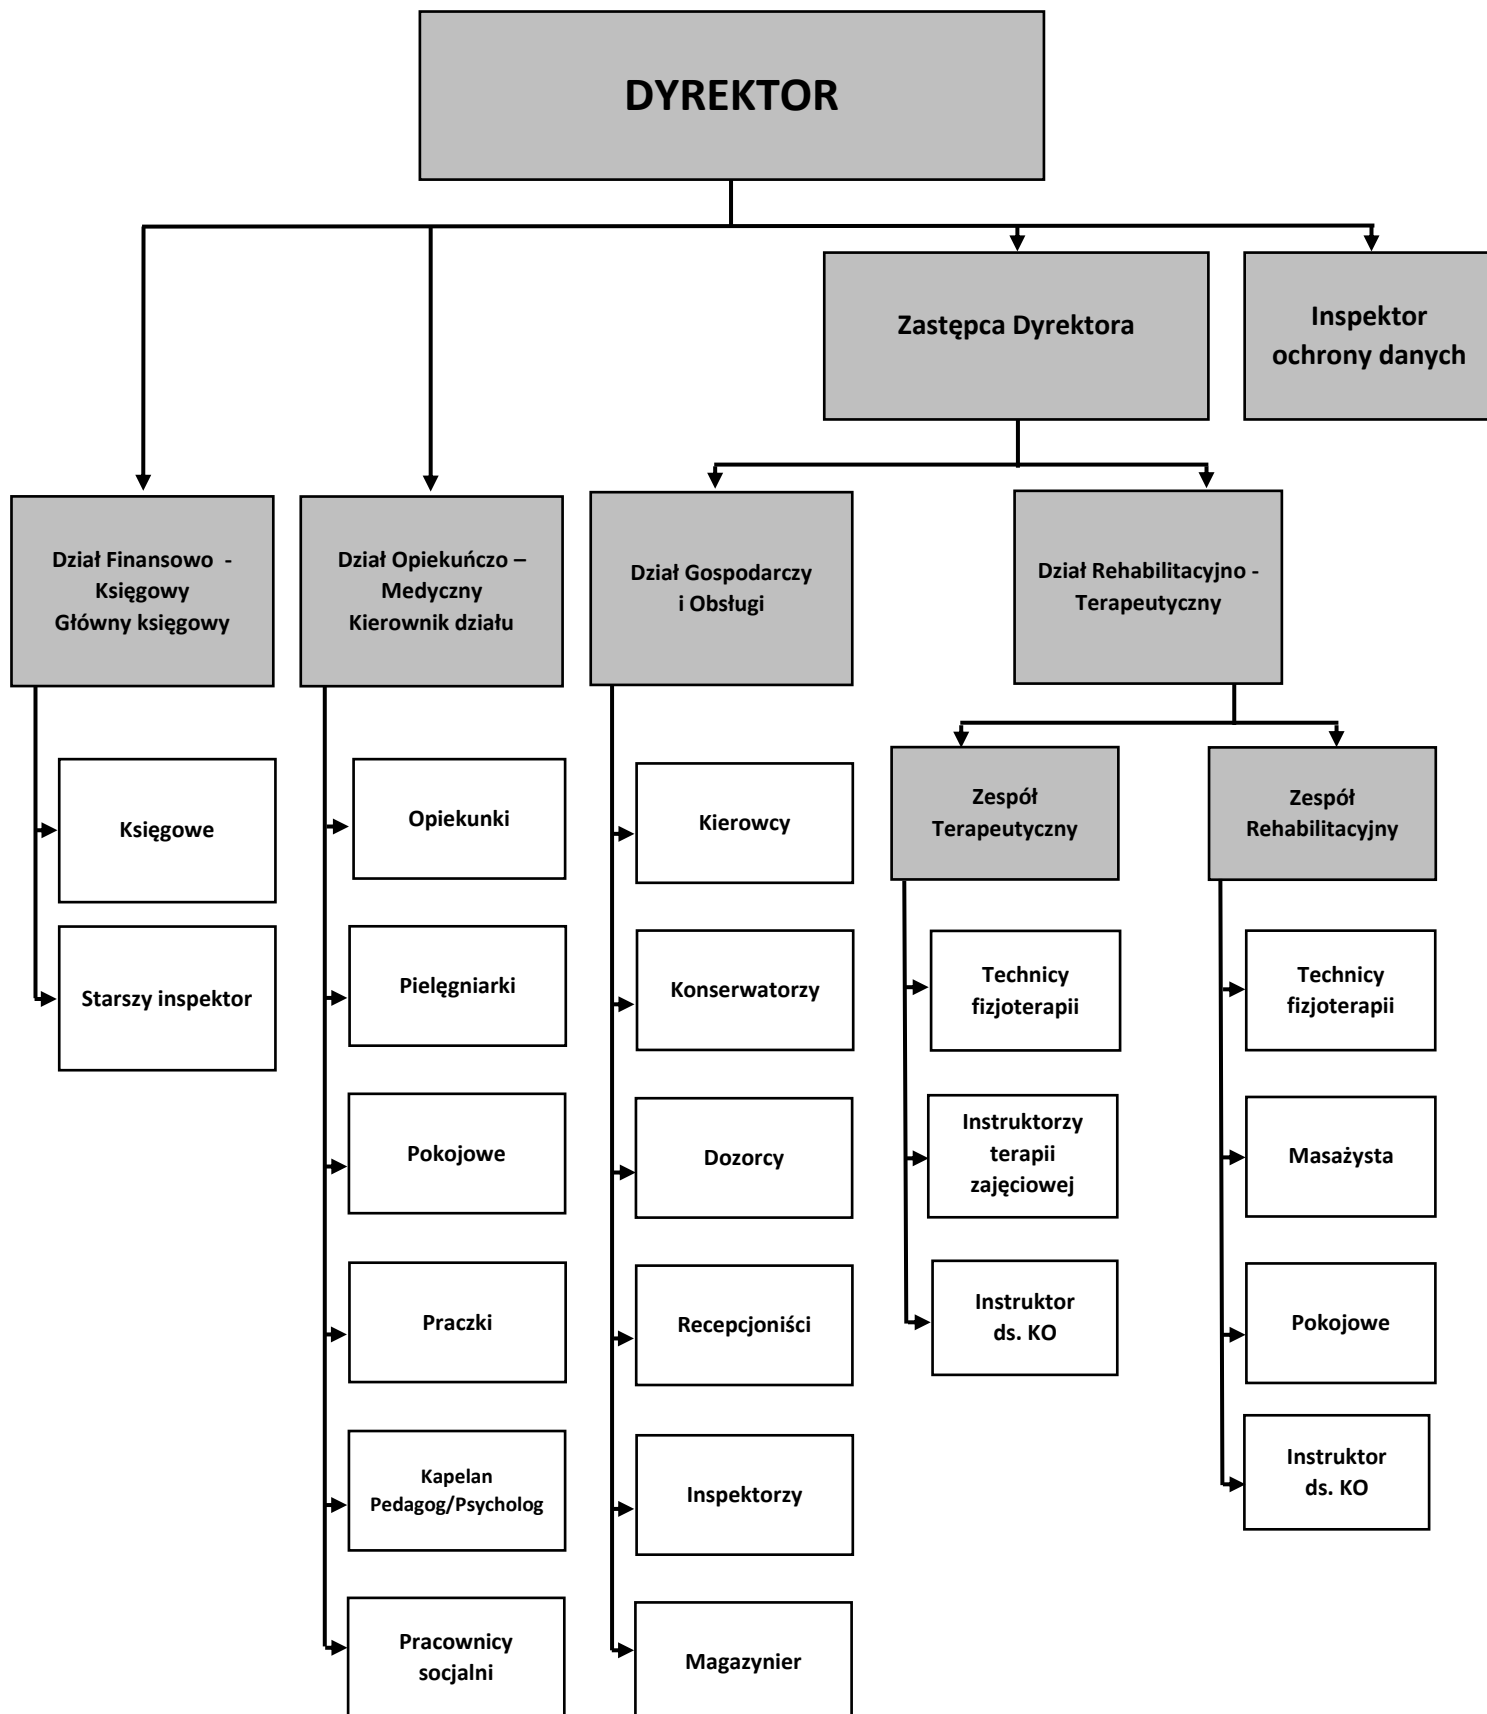 DYREKTOR
Zastępca Dyrektora
Inspektor
ochrony danych
Dział Finansowo -
Księgowy
Główny księgowy
Dział Opiekuńczo –
Medyczny
Kierownik działu
Dział Gospodarczy
i Obsługi
Dział Rehabilitacyjno -
Terapeutyczny
Księgowe
Starszy inspektor
Opiekunki
Pielęgniarki
Pokojowe
Praczki
Kapelan
Pedagog/Psycholog
Pracownicy
socjalni
Kierowcy
Konserwatorzy
Dozorcy
Recepcjoniści
Inspektorzy
Magazynier
Zespół
Terapeutyczny
Technicy
fizjoterapii
Instruktorzy
terapii
zajęciowej
Instruktor
ds. KO
Zespół
Rehabilitacyjny
Technicy
fizjoterapii
Masażysta
Pokojowe
Instruktor
ds. KO